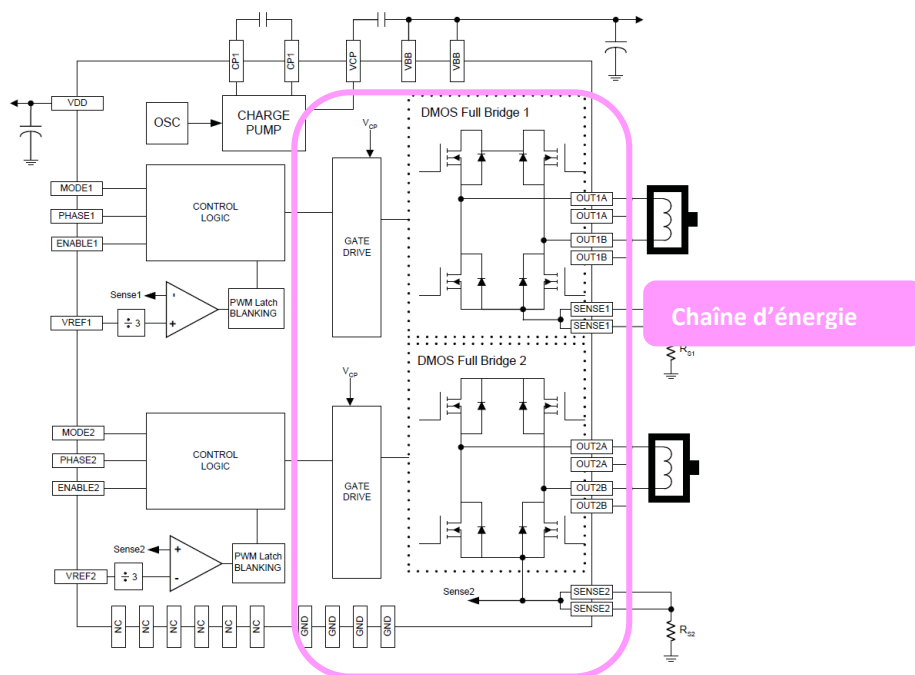 CP1
CP1
VCP
VBB
VBB
VDD
OSC
CHARGE
PUMP
DMOS Full Bridge 1
VCP
MODE1
PHASE1
ENABLE1
CONTROL
LOGIC
GATE
DRIVE
OUT1A
OUT1A
OUT1B
OUT1B
Sense1
-
+
PWM Latch
BLANKING
VREF1
÷ 3
SENSE1
SENSE1
Chaîne d'énergie
RS1
DMOS Full Bridge 2
VCP
MODE2
PHASE2
ENABLE2
CONTROL
LOGIC
GATE
DRIVE
OUT2A
OUT2A
OUT2B
OUT2B
Sense2
+
-
PWM Latch
BLANKING
VREF2
÷ 3
Sense2
SENSE2
SENSE2
RS2
NC
NC
NC
NC
NC
NC
GND
GND
GND
GND